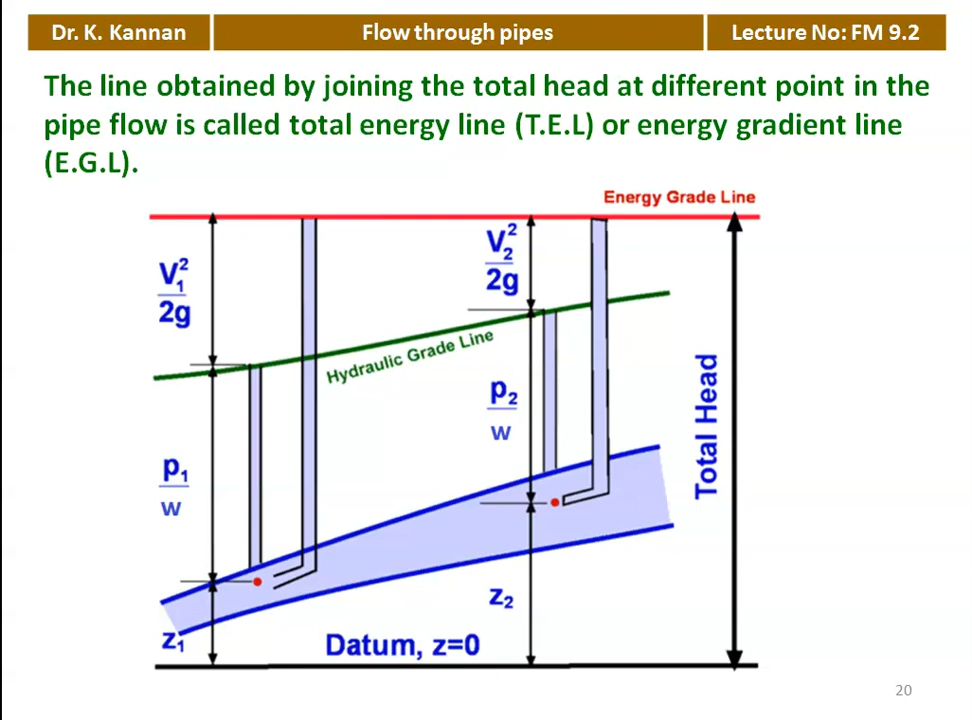 Dr. K. Kannan
Flow through pipes
Lecture No: FM 9.2
The line obtained by joining the total head at different point in the
pipe flow is called total energy line (T.E.L) or energy gradient line
(E.G.L).
Energy Grade Line
V₁²
2g
V₂²
2g
Hydraulic Grade Line
p₁
w
p₂
w
Total Head
z₁
z₂
Datum, z=0
20